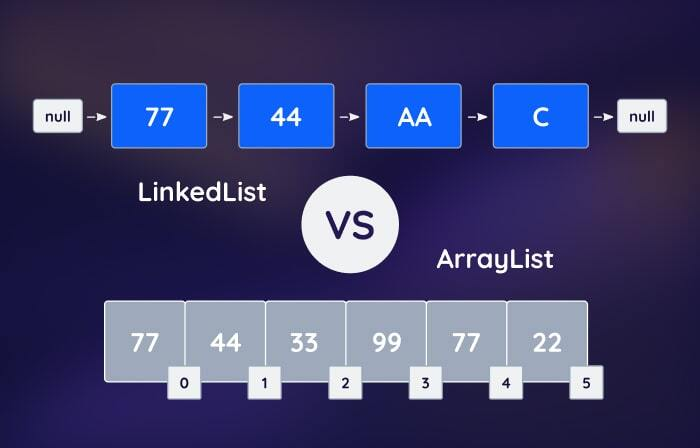 null 77 44 AA C null
LinkedList
VS
ArrayList
77 44 33 99 77 22
0 1 2 3 4 5